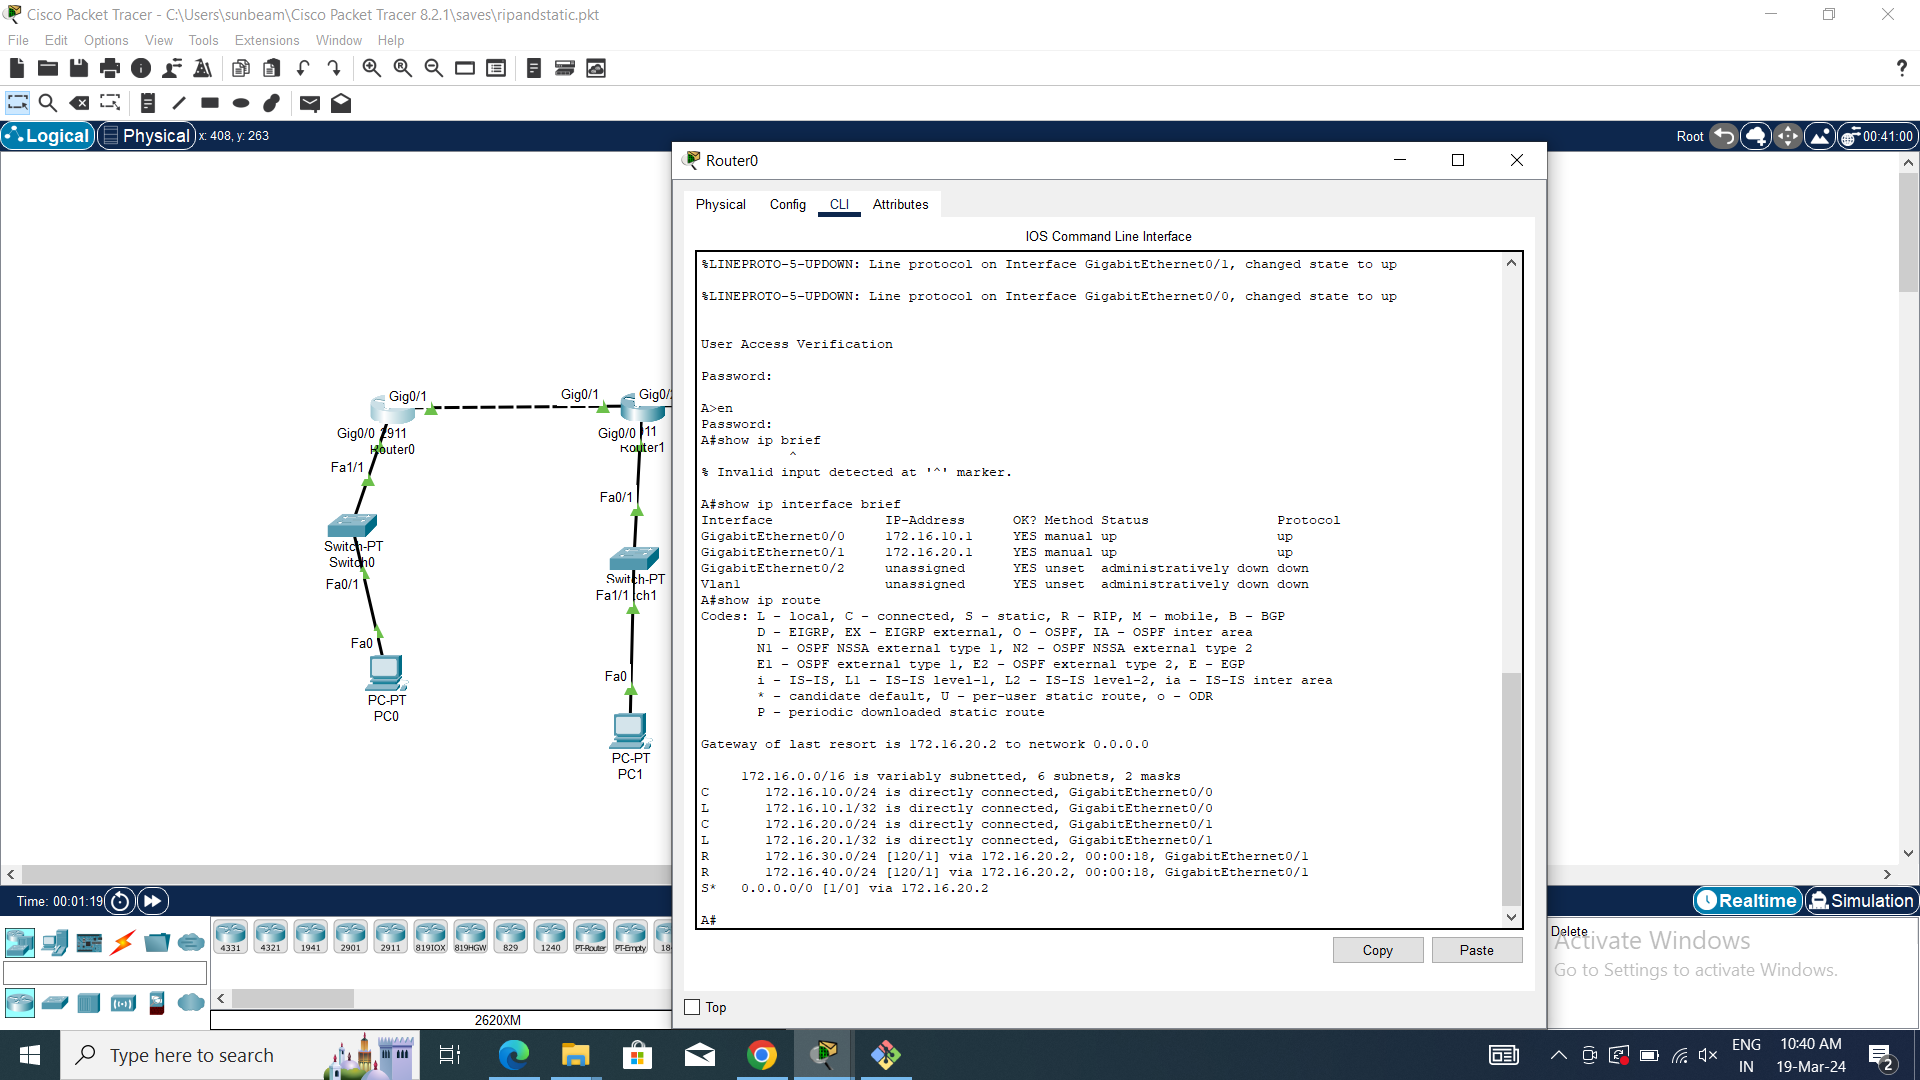 Cisco Packet Tracer - C:\Users\sunbeam\Cisco Packet Tracer 8.2.1\saves\ripandstatic.pkt
File Edit Options View Tools Extensions Window Help
?
Logical Physical x: 408, y: 263
Root 00:41:00
Router0
Physical Config CLI Attributes
IOS Command Line Interface
%LINEPROTO-5-UPDOWN: Line protocol on Interface GigabitEthernet0/1, changed state to up
%LINEPROTO-5-UPDOWN: Line protocol on Interface GigabitEthernet0/0, changed state to up
User Access Verification
Password:
A>en
Password:
A#show ip brief
^
% Invalid input detected at '^' marker.
A#show ip interface brief
Interface IP-Address OK? Method Status Protocol
GigabitEthernet0/0 172.16.10.1 YES manual up up
GigabitEthernet0/1 172.16.20.1 YES manual up up
GigabitEthernet0/2 unassigned YES unset administratively down down
Vlan1 unassigned YES unset administratively down down
A#show ip route
Codes: L - local, C - connected, S - static, R - RIP, M - mobile, B - BGP
D - EIGRP, EX - EIGRP external, O - OSPF, IA - OSPF inter area
N1 - OSPF NSSA external type 1, N2 - OSPF NSSA external type 2
E1 - OSPF external type 1, E2 - OSPF external type 2, E - EGP
i - IS-IS, L1 - IS-IS level-1, L2 - IS-IS level-2, ia - IS-IS inter area
* - candidate default, U - per-user static route, o - ODR
P - periodic downloaded static route
Gateway of last resort is 172.16.20.2 to network 0.0.0.0
172.16.0.0/16 is variably subnetted, 6 subnets, 2 masks
C 172.16.10.0/24 is directly connected, GigabitEthernet0/0
L 172.16.10.1/32 is directly connected, GigabitEthernet0/0
C 172.16.20.0/24 is directly connected, GigabitEthernet0/1
L 172.16.20.1/32 is directly connected, GigabitEthernet0/1
R 172.16.30.0/24 [120/1] via 172.16.20.2, 00:00:18, GigabitEthernet0/1
R 172.16.40.0/24 [120/1] via 172.16.20.2, 00:00:18, GigabitEthernet0/1
S* 0.0.0.0/0 [1/0] via 172.16.20.2
A#
Copy Paste
Top
Gig0/1 Gig0/1
Gig0/0 2911 Gig0/0
Router0 Router1
Fa1/1
Fa0/1
Switch-PT
Switch0
Switch-PT
Fa0/1
Fa1/1
Fa0
Fa0
PC-PT
PC0
PC-PT
PC1
Time: 00:01:19
Realtime Simulation
4331 4321 1941 2901 2911 819IOX 819HGW 829 1240 PT-Router PT-Empty
2620XM
Delete
Activate Windows
Go to Settings to activate Windows.
Type here to search
ENG
IN
10:40 AM
19-Mar-24
2